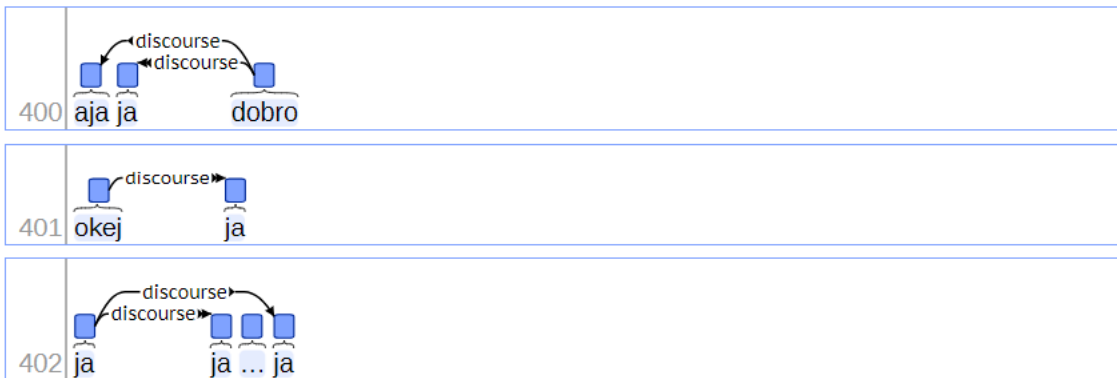 discourse
discourse
400 aja ja dobro
discourse
401 okej ja
discourse
discourse
402 ja ja ... ja